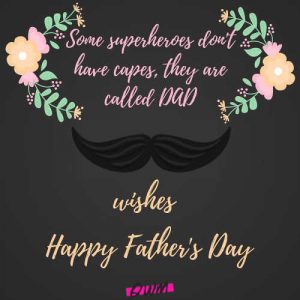 Some superheroes don't
have capes, they are
called DAD
wishes
Happy Father's Day